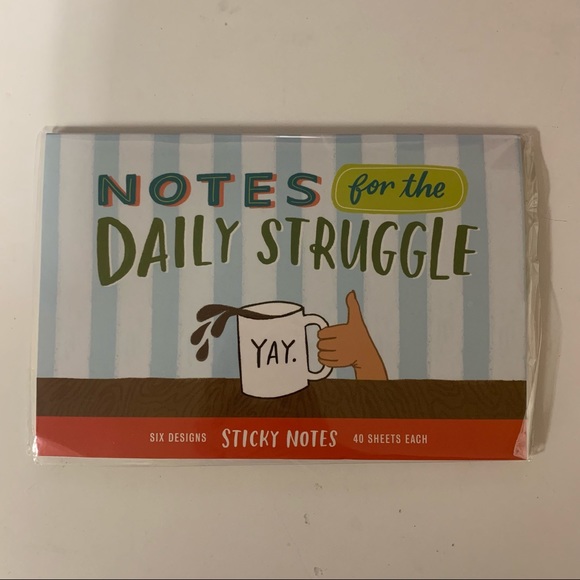 NOTES for the
DAILY STRUGGLE
YAY.
SIX DESIGNS STICKY NOTES 40 SHEETS EACH